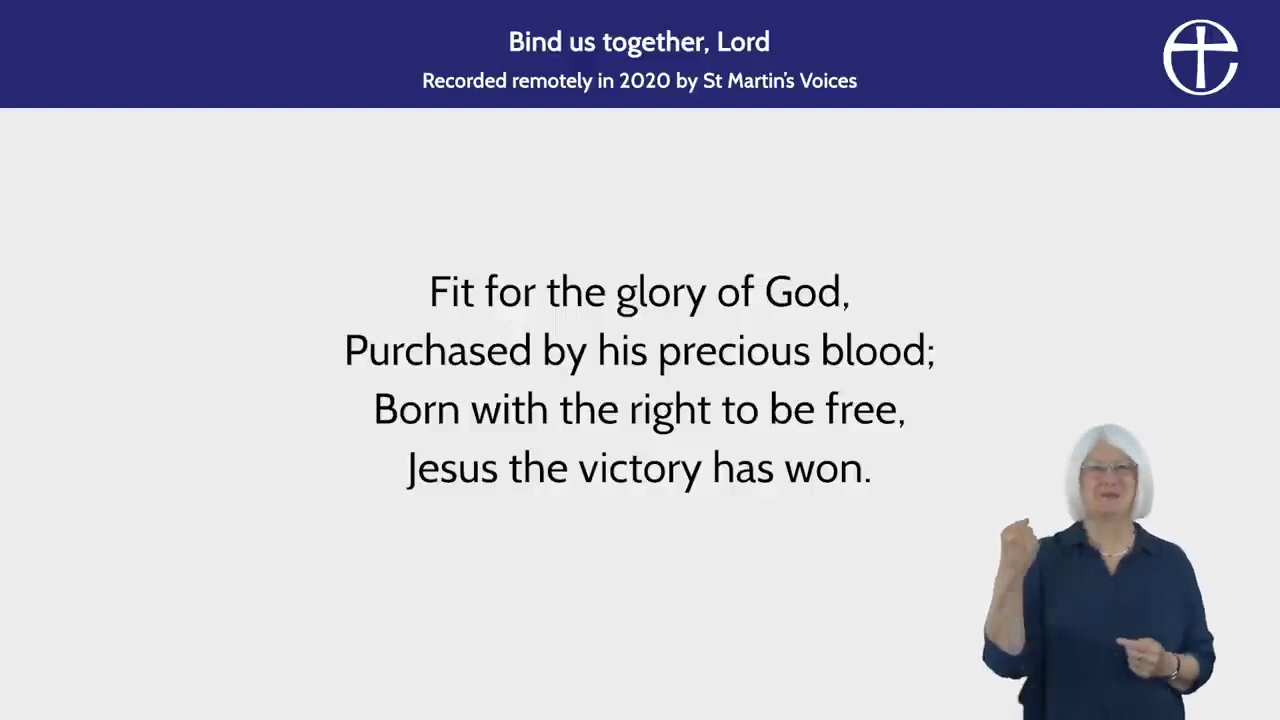 Bind us together, Lord
Recorded remotely in 2020 by St Martin's Voices
Fit for the glory of God,
Purchased by his precious blood;
Born with the right to be free,
Jesus the victory has won.